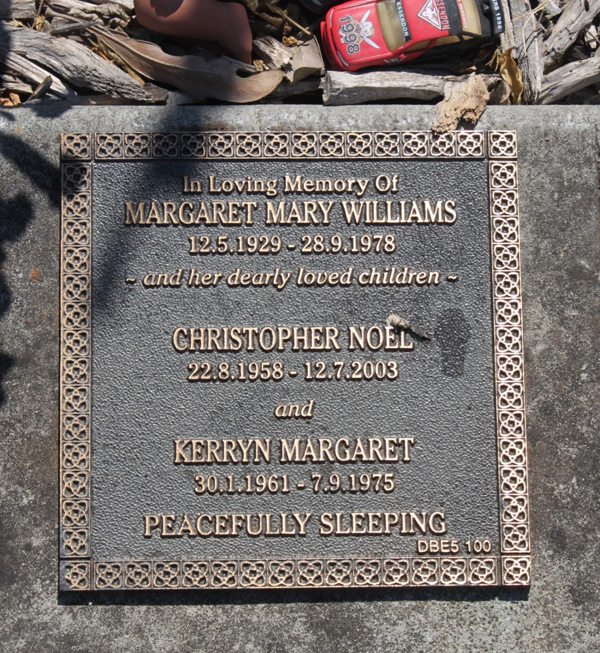 1998
ESSENDON
In Loving Memory Of
MARGARET MARY WILLIAMS
12.5.1929 - 28.9.1978
~ and her dearly loved children ~
CHRISTOPHER NOEL
22.8.1958 - 12.7.2003
and
KERRYN MARGARET
30.1.1961 - 7.9.1975
PEACEFULLY SLEEPING
DBE5 100